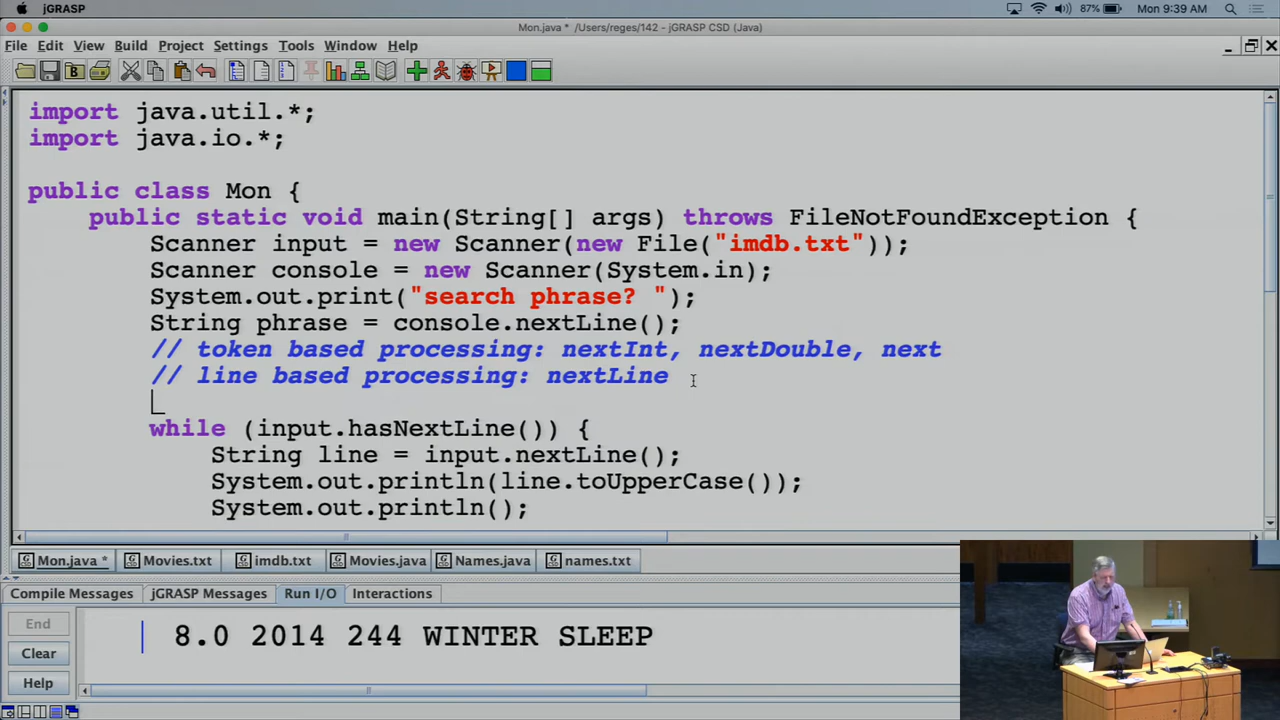 jGRASP
87% Mon 9:39 AM
Mon.java * /Users/reges/142 - jGRASP CSD (Java)
File Edit View Build Project Settings Tools Window Help
import java.util.*;
import java.io.*;
public class Mon {
public static void main(String[] args) throws FileNotFoundException {
Scanner input = new Scanner(new File("imdb.txt"));
Scanner console = new Scanner(System.in);
System.out.print("search phrase? ");
String phrase = console.nextLine();
// token based processing: nextInt, nextDouble, next
// line based processing: nextLine
while (input.hasNextLine()) {
String line = input.nextLine();
System.out.println(line.toUpperCase());
System.out.println();
Mon.java * Movies.txt imdb.txt Movies.java Names.java names.txt
Compile Messages jGRASP Messages Run I/O Interactions
End
Clear
Help
8.0 2014 244 WINTER SLEEP